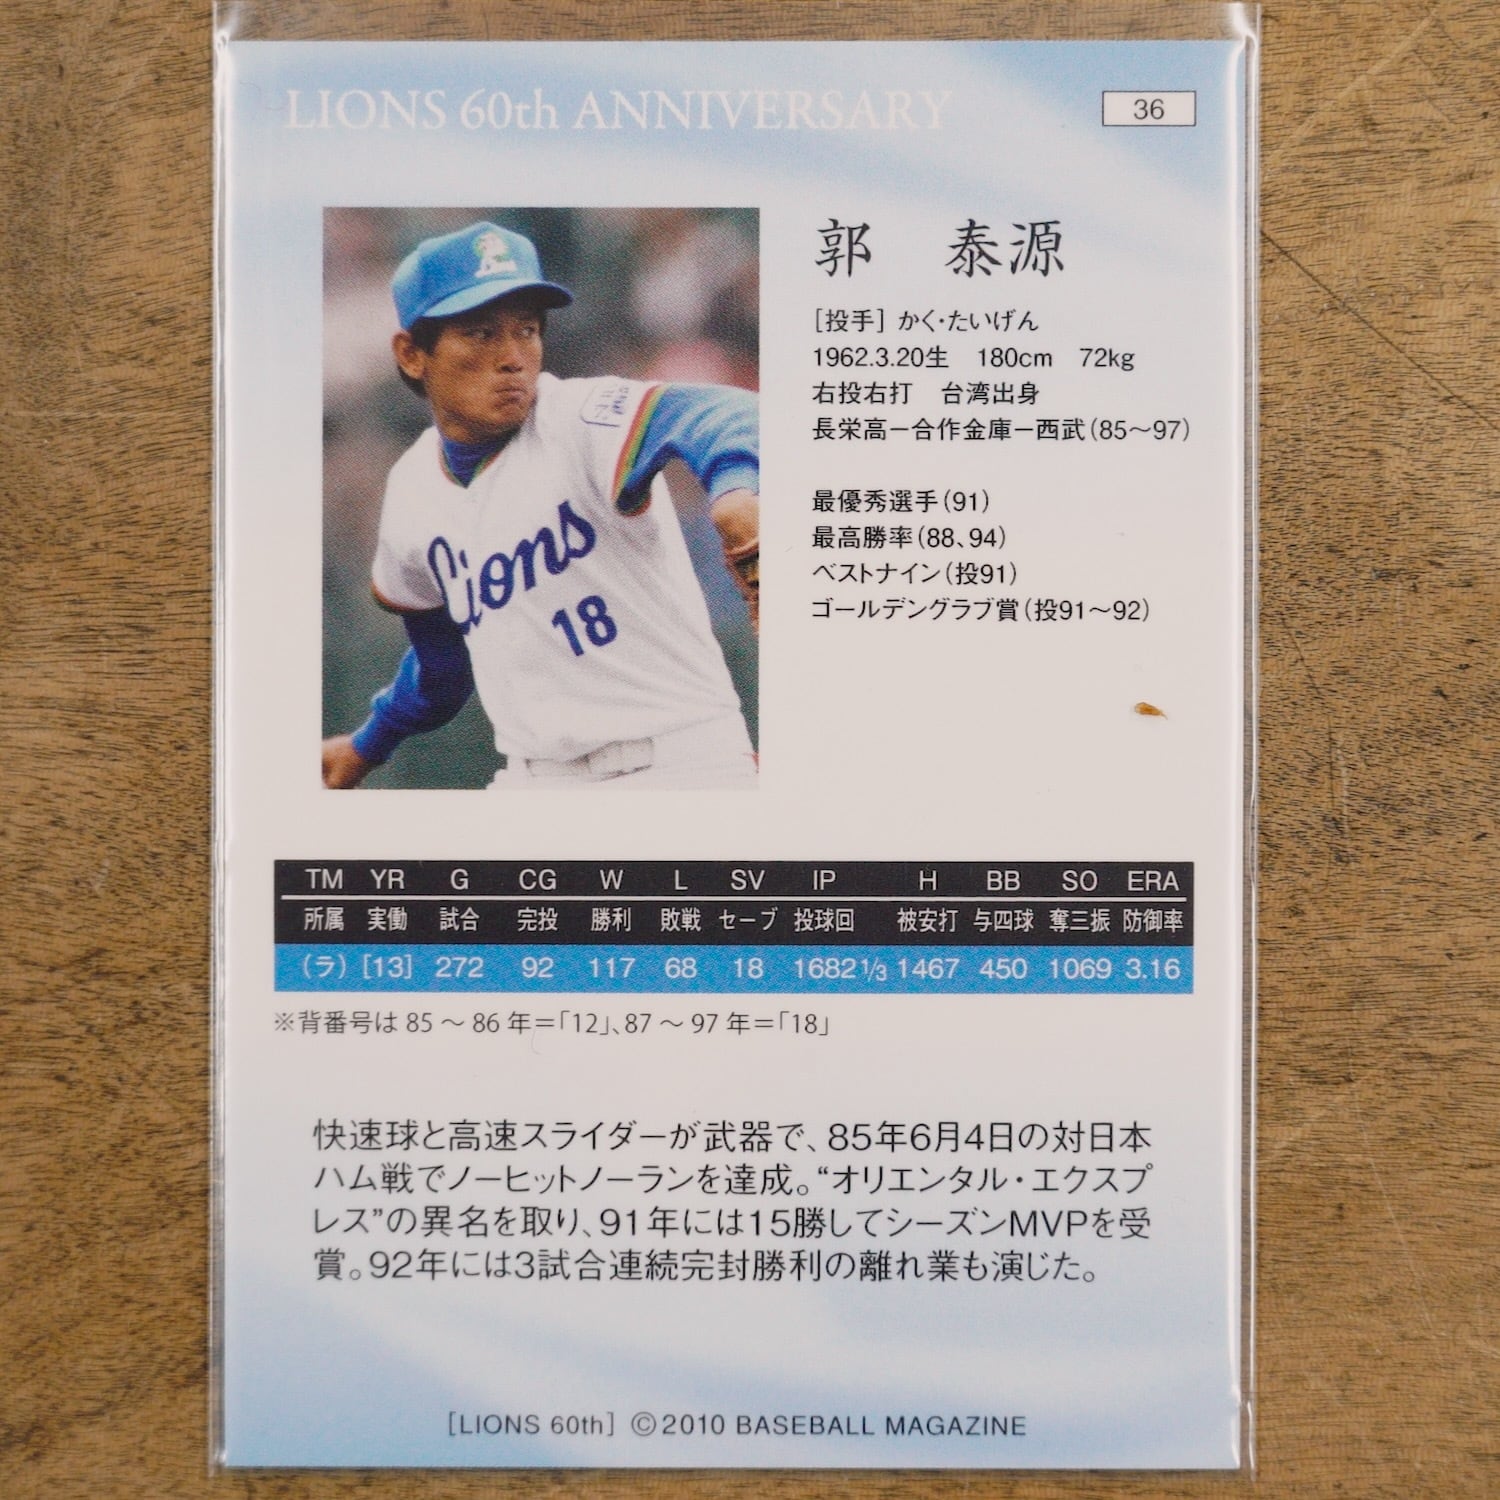 LIONS 60th ANNIVERSARY
36
郭 泰源
[投手] かく・たいげん
1962.3.20生 180cm 72kg
右投右打 台湾出身
長栄高－合作金庫－西武(85～97)
最優秀選手(91)
最高勝率(88、94)
ベストナイン(投91)
ゴールデングラブ賞(投91～92)
Lions
18
TM YR G CG W L SV IP H BB SO ERA
所属 実働 試合 完投 勝利 敗戦 セーブ 投球回 被安打 与四球 奪三振 防御率
(ラ) [13] 272 92 117 68 18 1682 1/3 1467 450 1069 3.16
※背番号は 85 ～ 86 年＝「12」、87 ～ 97 年＝「18」
快速球と高速スライダーが武器で、85年6月4日の対日本
ハム戦でノーヒットノーランを達成。“オリエンタル・エクスプ
レス”の異名を取り、91年には15勝してシーズンMVPを受
賞。92年には3試合連続完封勝利の離れ業も演じた。
[LIONS 60th] ©2010 BASEBALL MAGAZINE